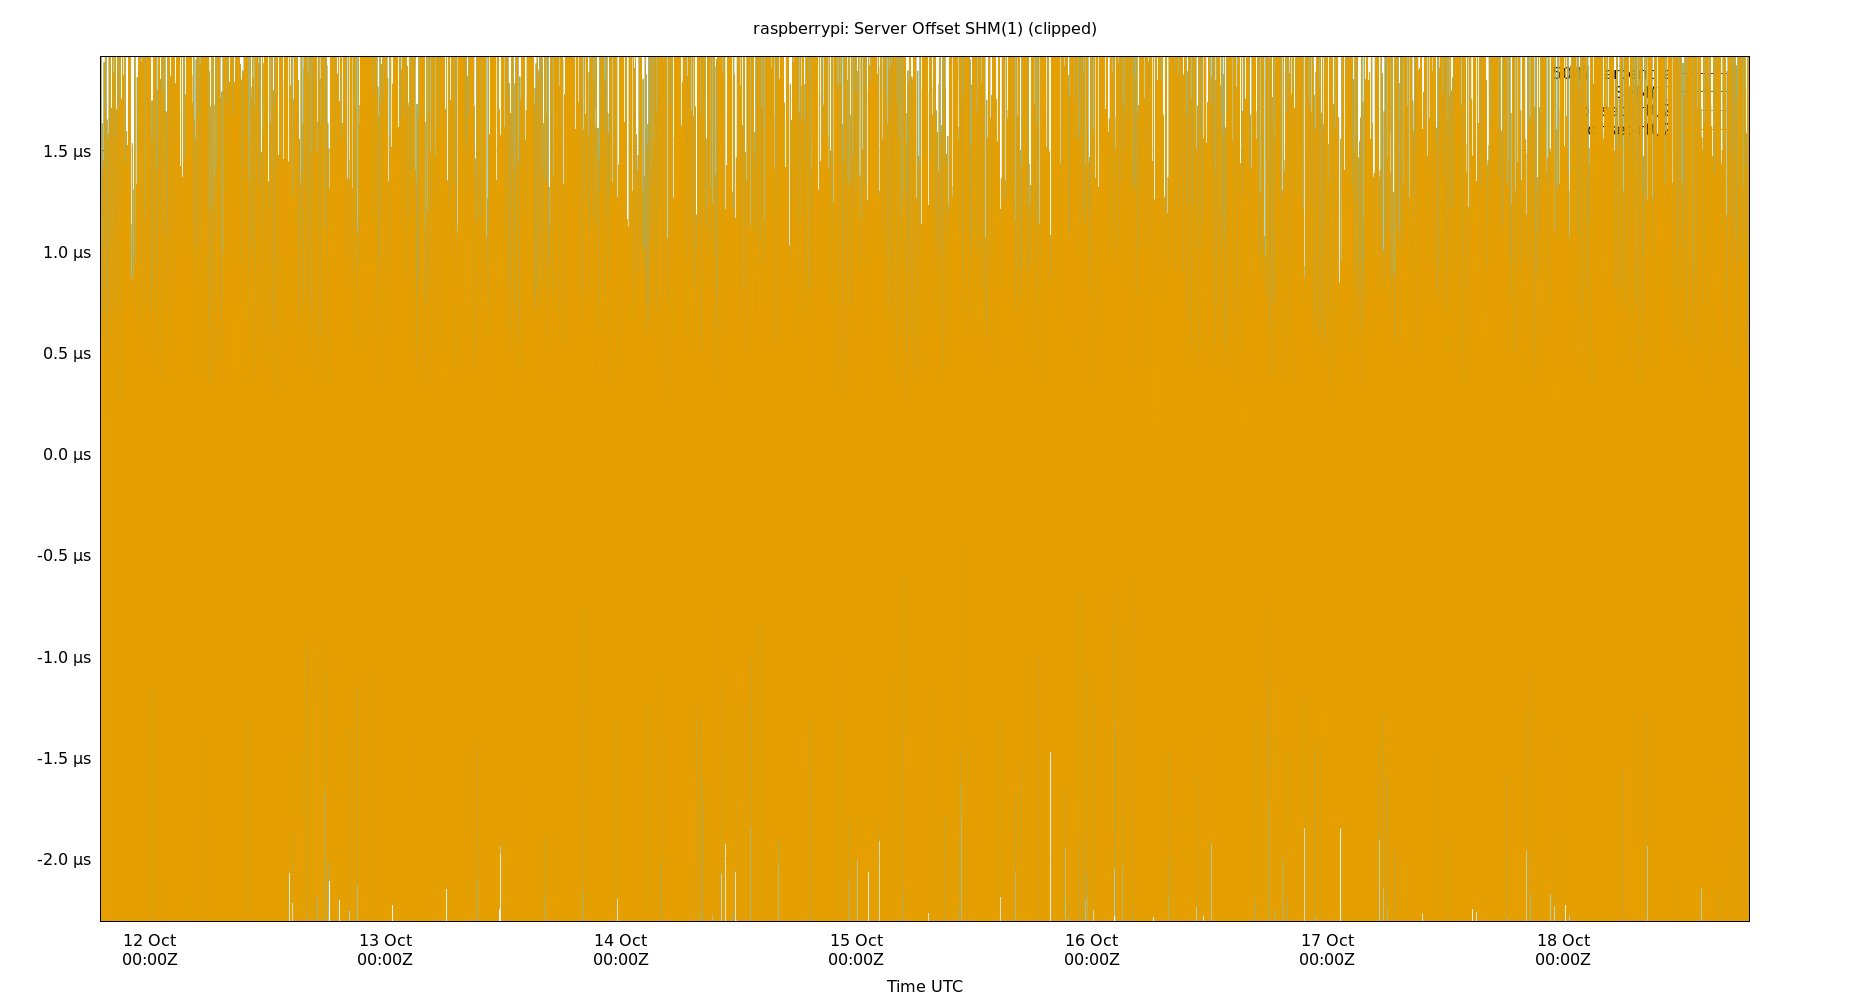 raspberrypi: Server Offset SHM(1) (clipped)
1.5 µs
1.0 µs
0.5 µs
0.0 µs
-0.5 µs
-1.0 µs
-1.5 µs
-2.0 µs
12 Oct 13 Oct 14 Oct 15 Oct 16 Oct 17 Oct 18 Oct
00:00Z 00:00Z 00:00Z 00:00Z 00:00Z 00:00Z 00:00Z
Time UTC